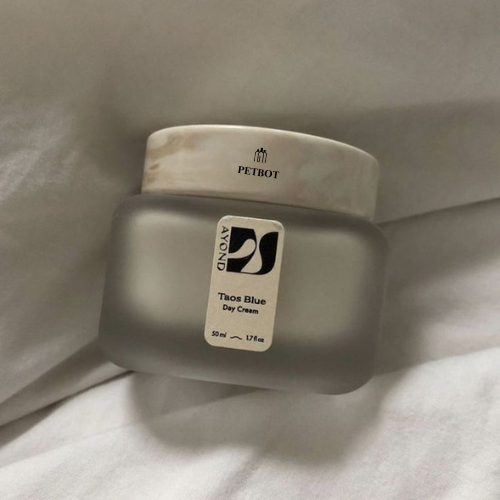 PETBOT
AYOND
Taos Blue
Day Cream
50 ml 1.7 fl oz